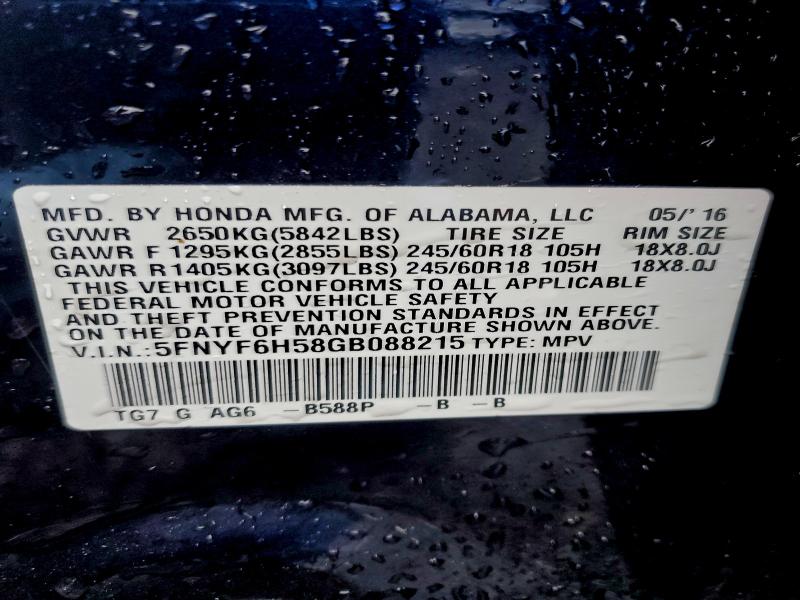 MFD. BY HONDA MFG. OF ALABAMA, LLC 05/'16
GVWR 2650KG(5842LBS) TIRE SIZE RIM SIZE
GAWR F 1295KG(2855LBS) 245/60R18 105H 18X8.0J
GAWR R 1405KG(3097LBS) 245/60R18 105H 18X8.0J
THIS VEHICLE CONFORMS TO ALL APPLICABLE
FEDERAL MOTOR VEHICLE SAFETY
AND THEFT PREVENTION STANDARDS IN EFFECT
ON THE DATE OF MANUFACTURE SHOWN ABOVE.
V.I.N.: 5FNYF6H58GB088215 TYPE: MPV
TG7 G AG6 -B588P -B -B